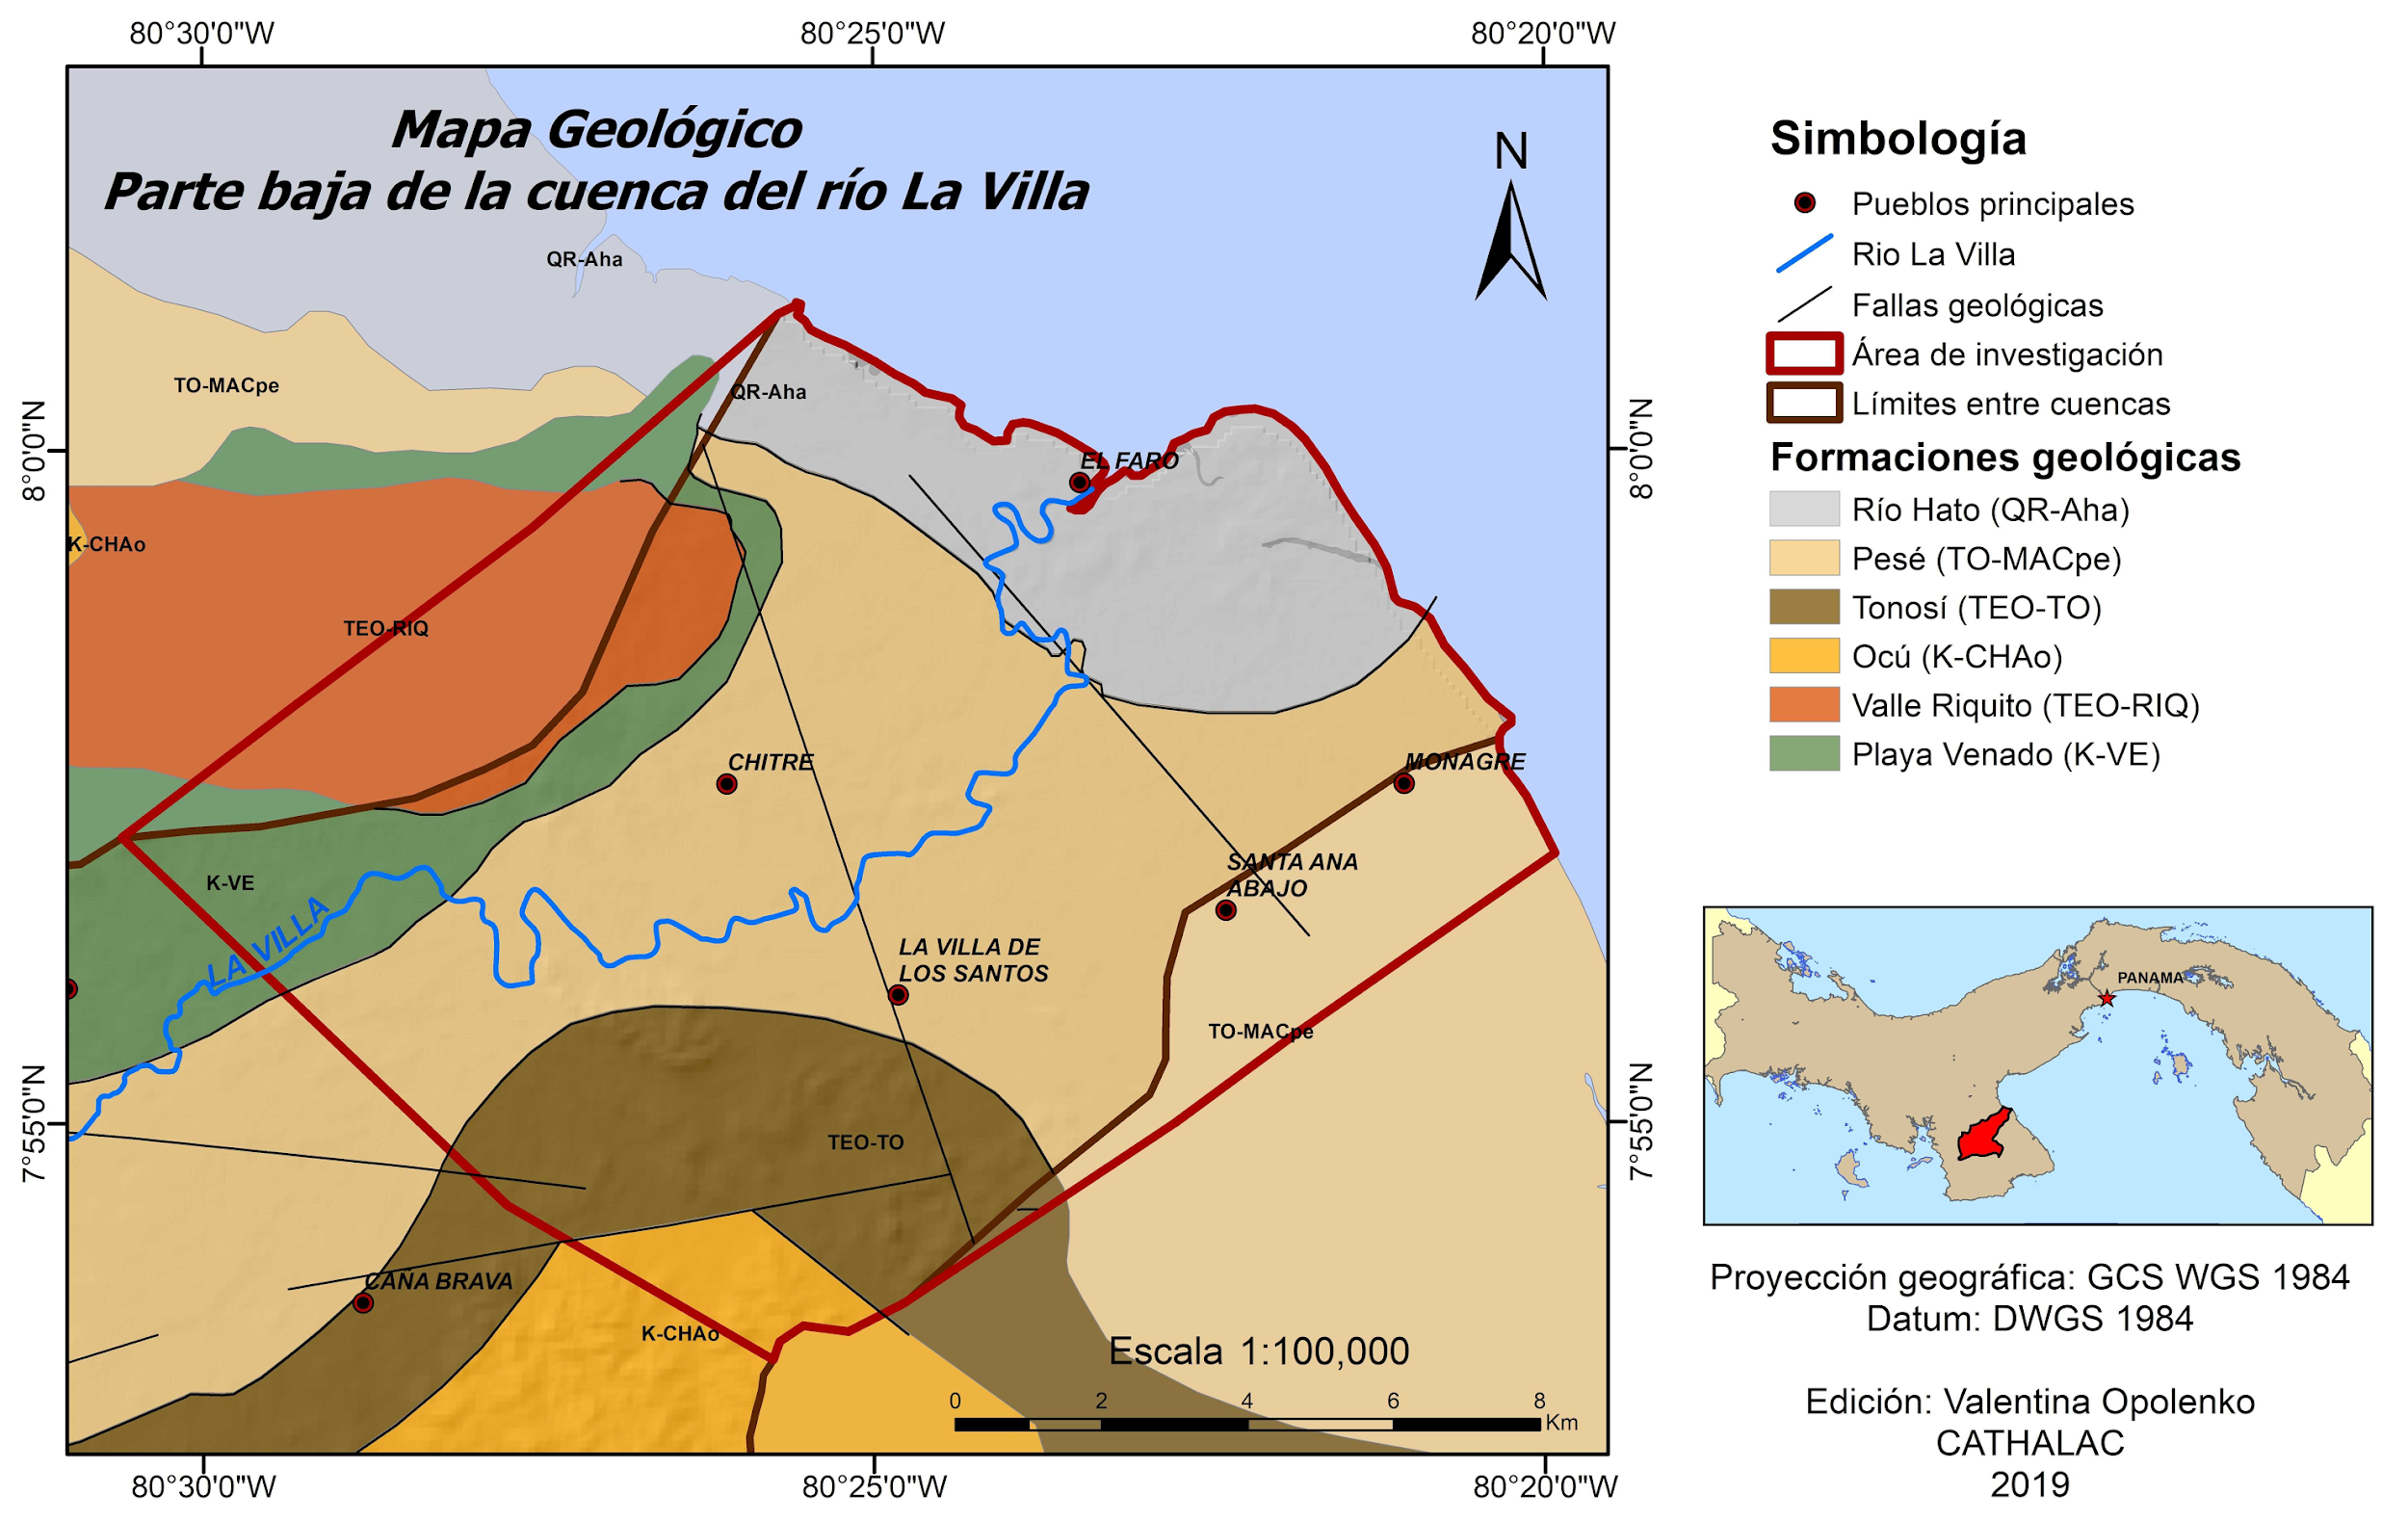 80°30'0"W
80°25'0"W
80°20'0"W
Mapa Geológico
Parte baja de la cuenca del río La Villa
N
QR-Aha
TO-MACpe
QR-Aha
8°0'0"N
8°0'0"N
EL FARO
K-CHAo
TEO-RIQ
CHITRE
MONAGRE
SANTA ANA
ABAJO
K-VE
LA VILLA
LA VILLA DE
LOS SANTOS
TO-MACpe
7°55'0"N
7°55'0"N
TEO-TO
CAÑA BRAVA
K-CHAo
Escala 1:100,000
0 2 4 6 8
Km
80°30'0"W
80°25'0"W
80°20'0"W
Simbología
Pueblos principales
Rio La Villa
Fallas geológicas
Área de investigación
Límites entre cuencas
Formaciones geológicas
Río Hato (QR-Aha)
Pesé (TO-MACpe)
Tonosí (TEO-TO)
Ocú (K-CHAo)
Valle Riquito (TEO-RIQ)
Playa Venado (K-VE)
PANAMA
Proyección geográfica: GCS WGS 1984
Datum: DWGS 1984
Edición: Valentina Opolenko
CATHALAC
2019